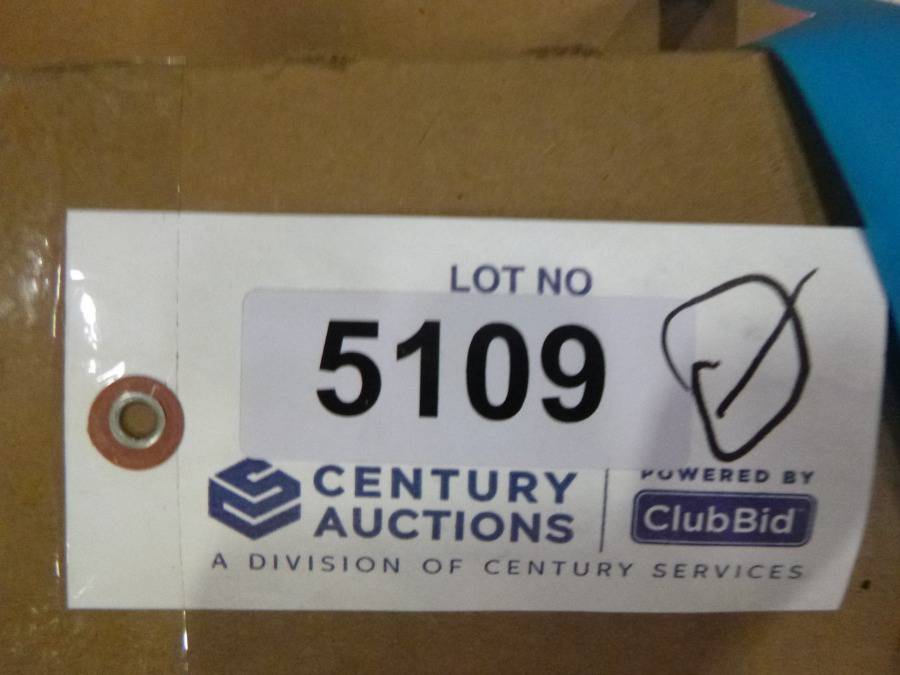 LOT NO
5109
CENTURY
AUCTIONS
POWERED BY
ClubBid
A DIVISION OF CENTURY SERVICES